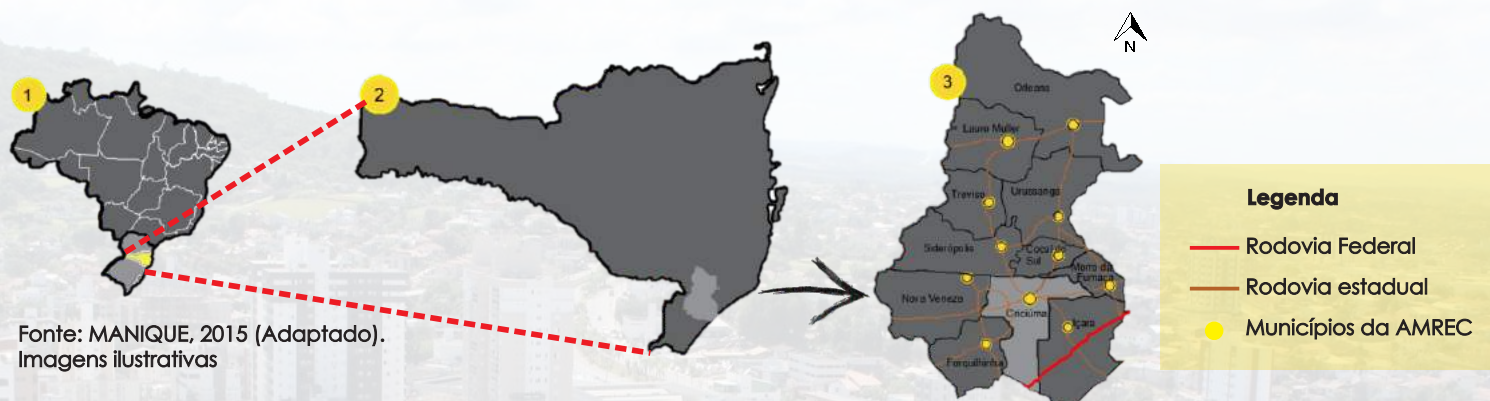 1
2
3
N
Orleans
Lauro Muller
Treviso
Urussanga
Siderópolis
Cocal do
Sul
Morro da
Fumaça
Nova Veneza
Criciúma
Içara
Forquilhinha
Legenda
Rodovia Federal
Rodovia estadual
Municípios da AMREC
Fonte: MANIQUE, 2015 (Adaptado).
Imagens ilustrativas